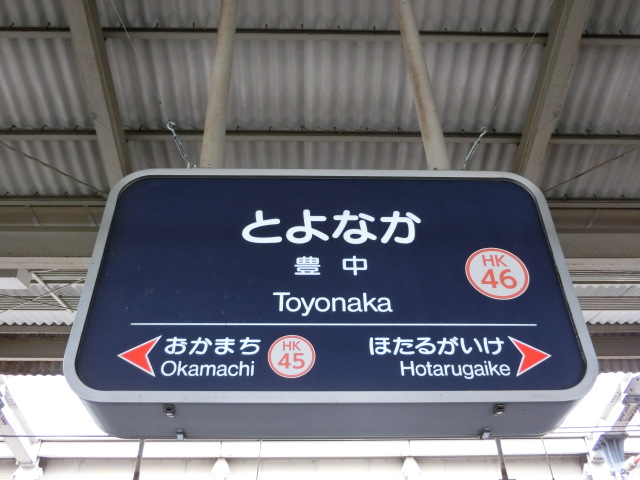 とよなか
豊中
HK
46
Toyonaka
おかまち
HK
45
ほたるがいけ
Okamachi
Hotarugaike